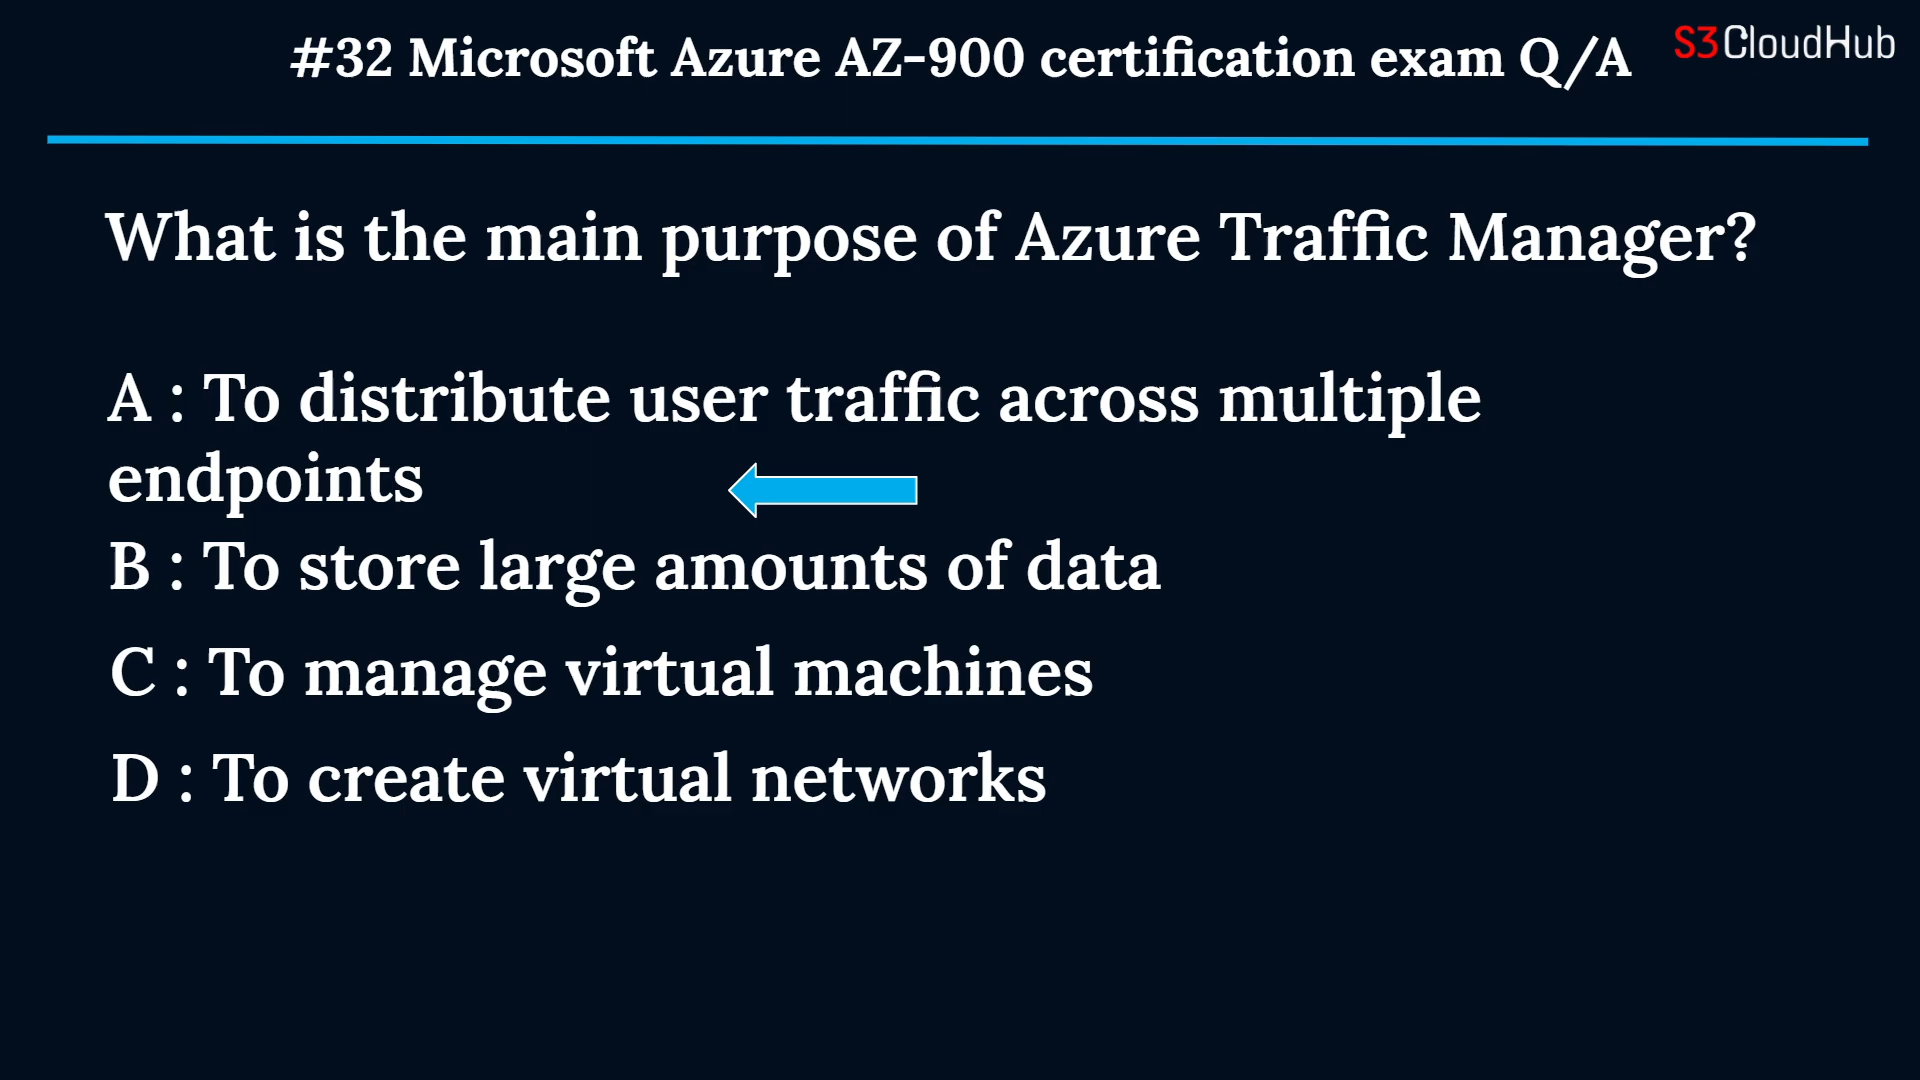 #32 Microsoft Azure AZ-900 certification exam Q/A
S3CloudHub
What is the main purpose of Azure Traffic Manager?
A : To distribute user traffic across multiple
endpoints
B : To store large amounts of data
C : To manage virtual machines
D : To create virtual networks